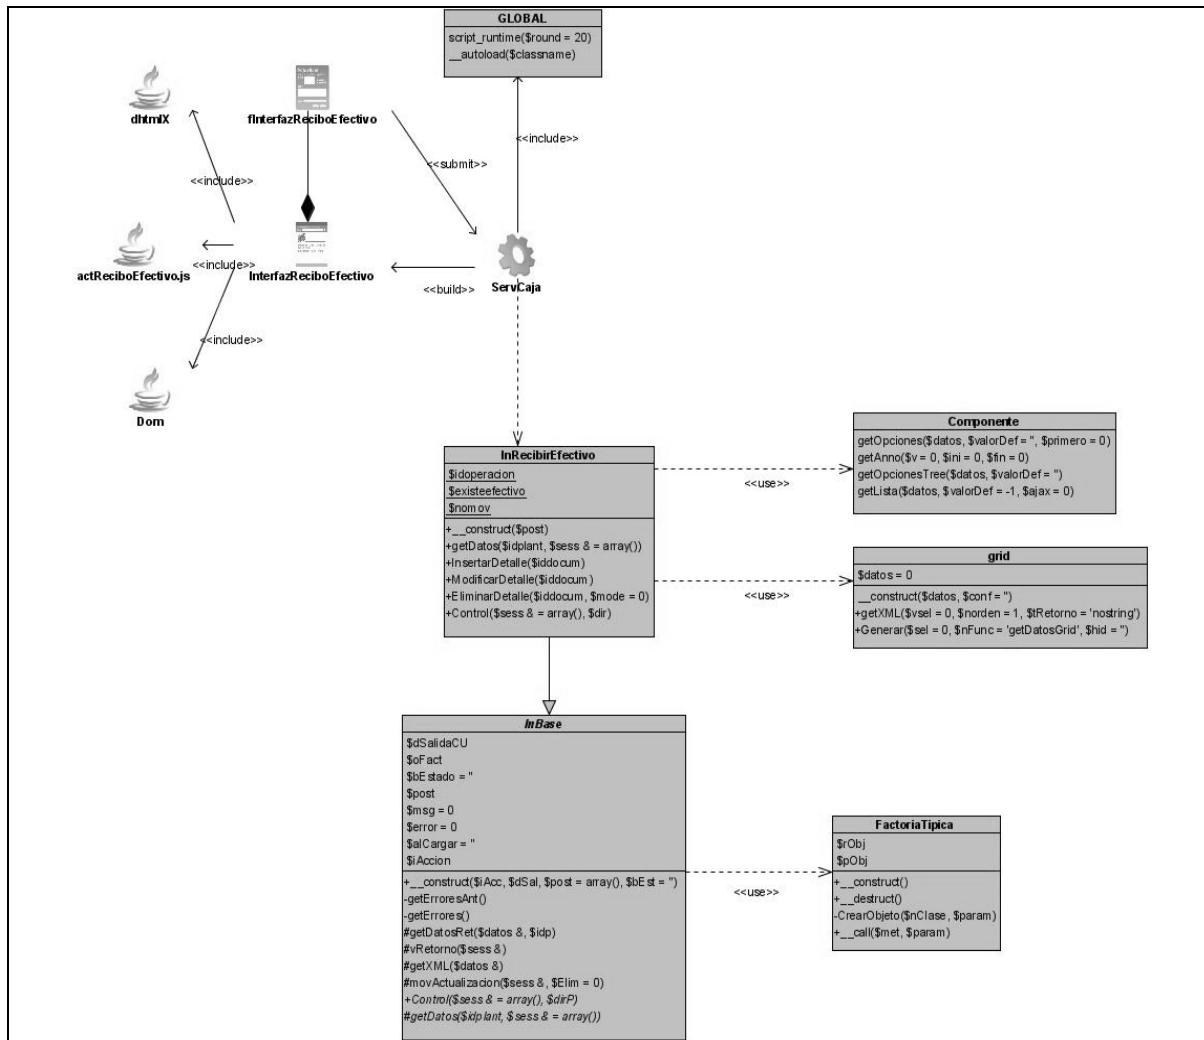 GLOBAL
script_runtime($round = 20)
__autoload($classname)
dhtmlX
fInterfazReciboEfectivo
<<include>>
<<submit>>
<<include>>
actReciboEfectivo.js
<<include>>
InterfazReciboEfectivo
<<build>>
ServCaja
<<include>>
Dom
InRecibirEfectivo
$idoperacion
$existeefectivo
$nomov
+__construct($post)
+getDatos($idplant, $sess & = array())
+InsertarDetalle($iddocum)
+ModificarDetalle($iddocum)
+EliminarDetalle($iddocum, $mode = 0)
+Control($sess & = array(), $dir)
<<use>>
Componente
getOpciones($datos, $valorDef = '', $primero = 0)
getAnno($v = 0, $ini = 0, $fin = 0)
getOpcionesTree($datos, $valorDef = '')
getLista($datos, $valorDef = -1, $ajax = 0)
<<use>>
grid
$datos = 0
__construct($datos, $conf = '')
+getXML($vsel = 0, $norden = 1, $tRetorno = 'nostring')
+Generar($sel = 0, $nFunc = 'getDatosGrid', $hid = '')
InBase
$dSalidaCU
$oFact
$bEstado = ''
$post
$msg = 0
$error = 0
$alCargar = ''
$iAccion
+__construct($iAcc, $dSal, $post = array(), $bEst = '')
-getErroresAnt()
-getErrores()
#getDatosRet($datos &, $idp)
#vRetorno($sess &)
#getXML($datos &)
#movActualizacion($sess &, $Elim = 0)
+Control($sess & = array(), $dirP)
#getDatos($idplant, $sess & = array())
<<use>>
FactoriaTipica
$rObj
$pObj
+__construct()
+__destruct()
-CrearObjeto($nClase, $param)
+__call($met, $param)